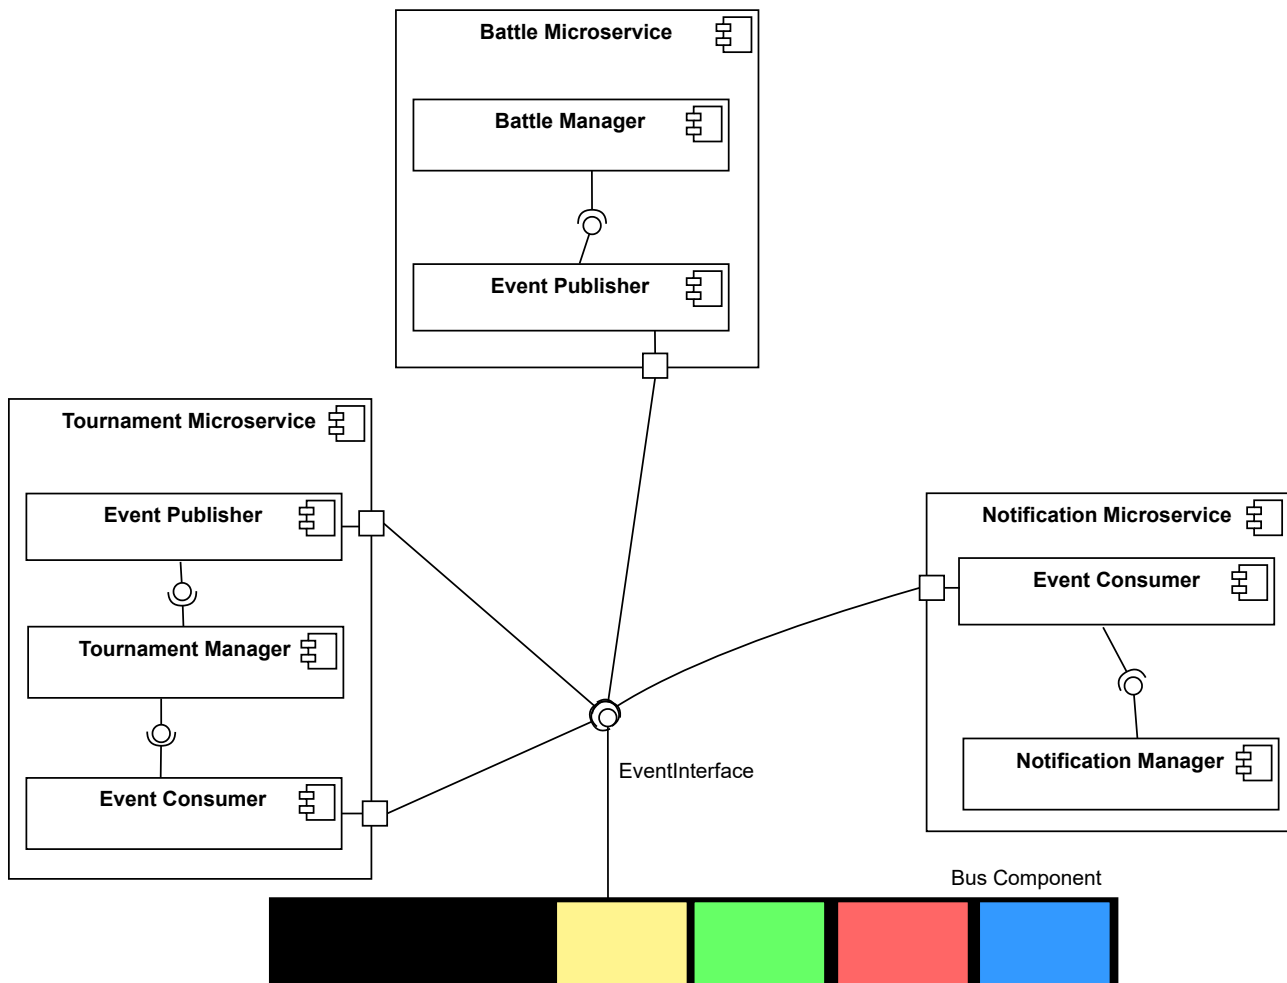 Battle Microservice
Battle Manager
Event Publisher
Tournament Microservice
Event Publisher
Tournament Manager
Event Consumer
Notification Microservice
Event Consumer
Notification Manager
EventInterface
Bus Component